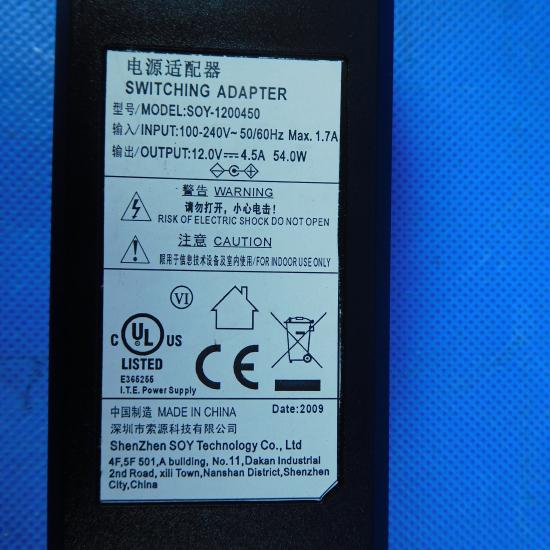 电源适配器
SWITCHING ADAPTER
型号/MODEL:SOY-1200450
输入/INPUT:100-240V~50/60Hz Max. 1.7A
输出/OUTPUT:12.0V⎓4.5A 54.0W
警告 WARNING
请勿打开，小心电击！
RISK OF ELECTRIC SHOCK DO NOT OPEN
注意 CAUTION
限用于信息技术设备及室内使用/FOR INDOOR USE ONLY
VI
C UL US
LISTED
E365255
I.T.E. Power Supply
CE
中国制造 MADE IN CHINA
Date:2009
深圳市索源科技有限公司
ShenZhen SOY Technology Co., Ltd
4F,5F 501,A building, No.11,Dakan Industrial
2nd Road, xili Town,Nanshan District,Shenzhen
City,China